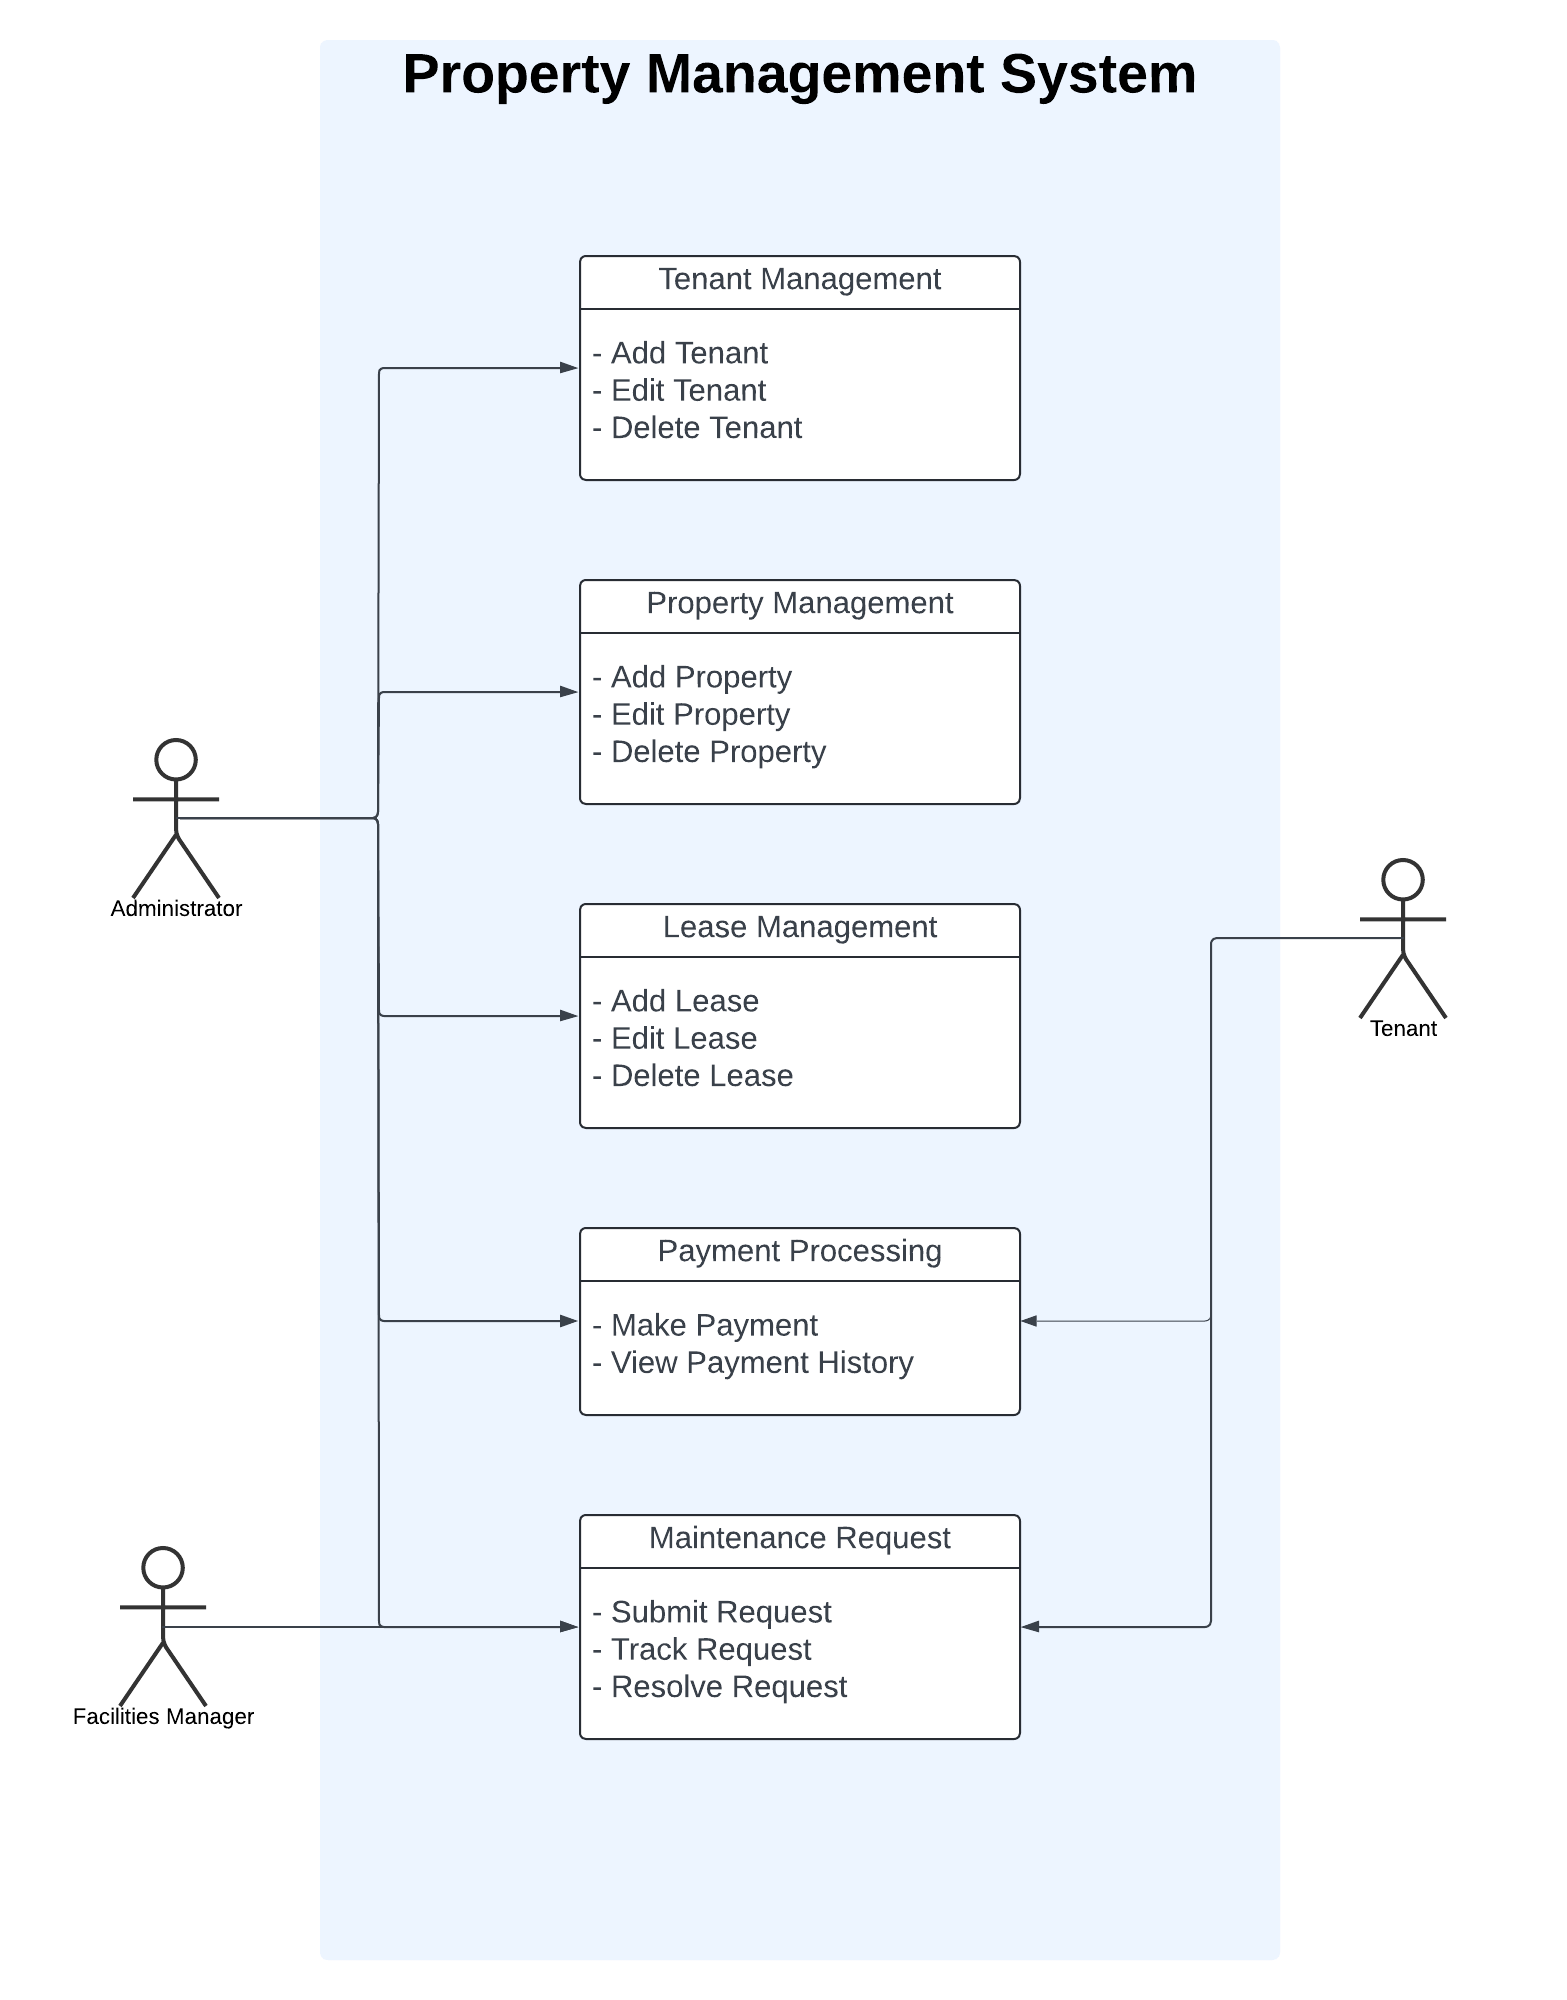 Property Management System
Tenant Management
- Add Tenant
- Edit Tenant
- Delete Tenant
Property Management
- Add Property
- Edit Property
- Delete Property
Administrator
Lease Management
- Add Lease
- Edit Lease
- Delete Lease
Tenant
Payment Processing
- Make Payment
- View Payment History
Maintenance Request
- Submit Request
- Track Request
- Resolve Request
Facilities Manager